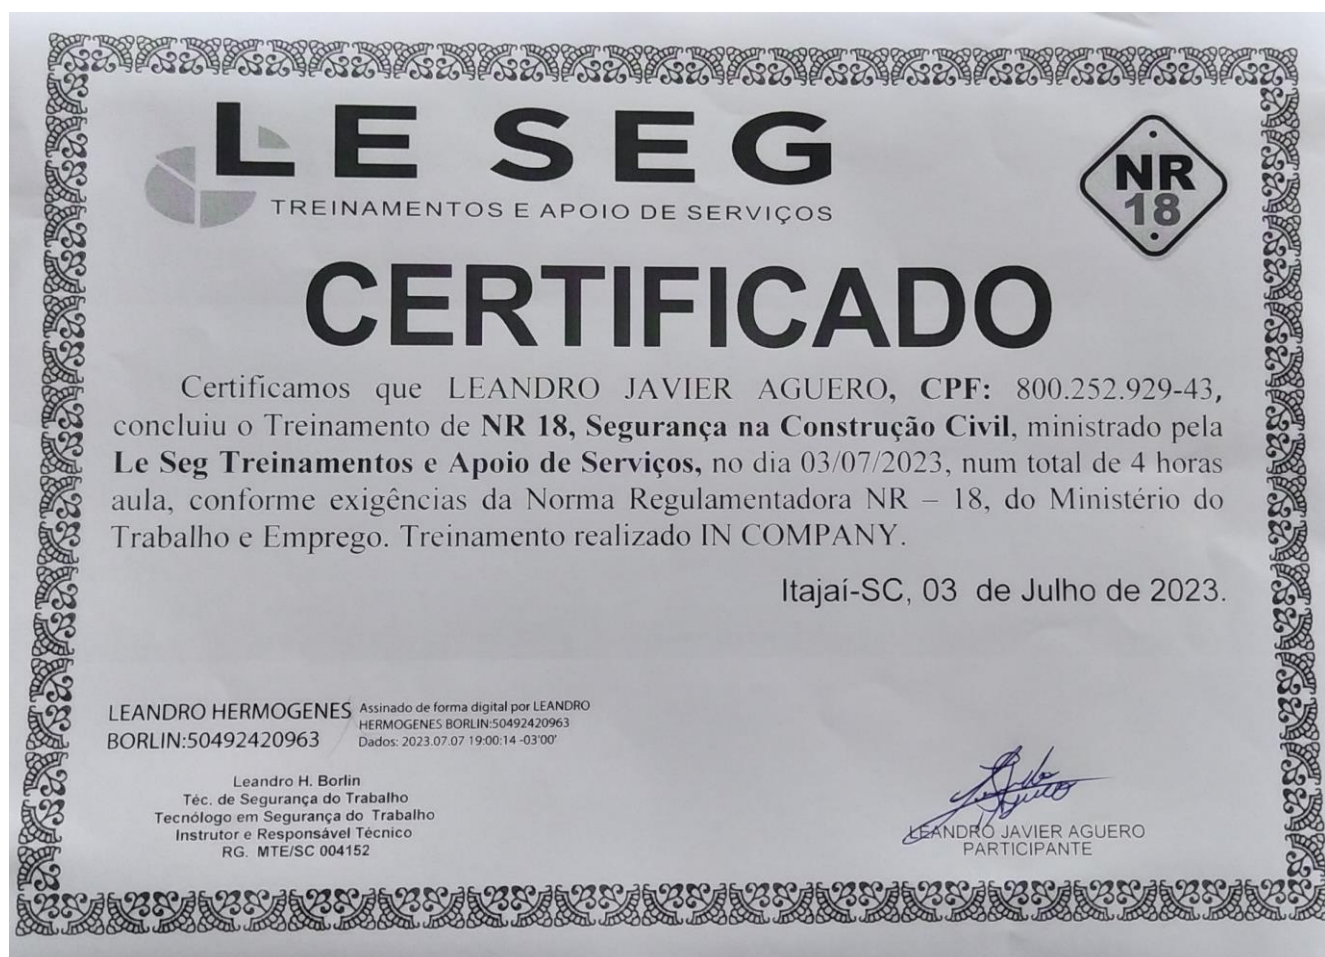 LE SEG
TREINAMENTOS E APOIO DE SERVIÇOS
NR
18
CERTIFICADO
Certificamos que LEANDRO JAVIER AGUERO, CPF: 800.252.929-43,
concluiu o Treinamento de NR 18, Segurança na Construção Civil, ministrado pela
Le Seg Treinamentos e Apoio de Serviços, no dia 03/07/2023, num total de 4 horas
aula, conforme exigências da Norma Regulamentadora NR – 18, do Ministério do
Trabalho e Emprego. Treinamento realizado IN COMPANY.
Itajaí-SC, 03 de Julho de 2023.
LEANDRO HERMOGENES
BORLIN:50492420963
Assinado de forma digital por LEANDRO
HERMOGENES BORLIN:50492420963
Dados: 2023.07.07 19:00:14 -03'00'
Leandro H. Borlin
Téc. de Segurança do Trabalho
Tecnólogo em Segurança do Trabalho
Instrutor e Responsável Técnico
RG. MTE/SC 004152
Leandro
Aguero
LEANDRO JAVIER AGUERO
PARTICIPANTE